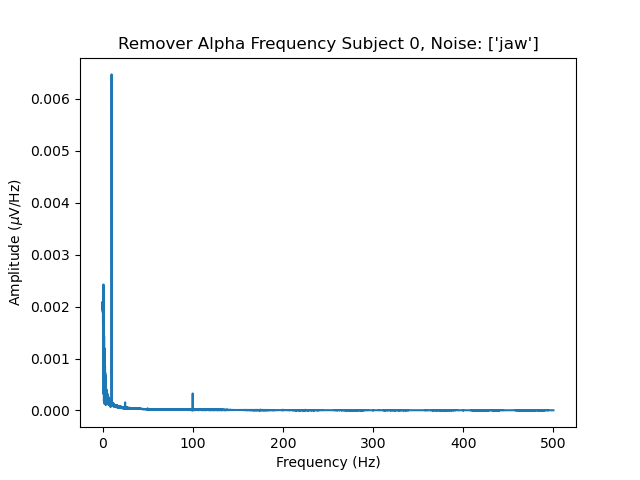 Remover Alpha Frequency Subject 0, Noise: ['jaw']
0.006
0.005
0.004
0.003
0.002
0.001
0.000
Amplitude (μV/Hz)
0 100 200 300 400 500
Frequency (Hz)